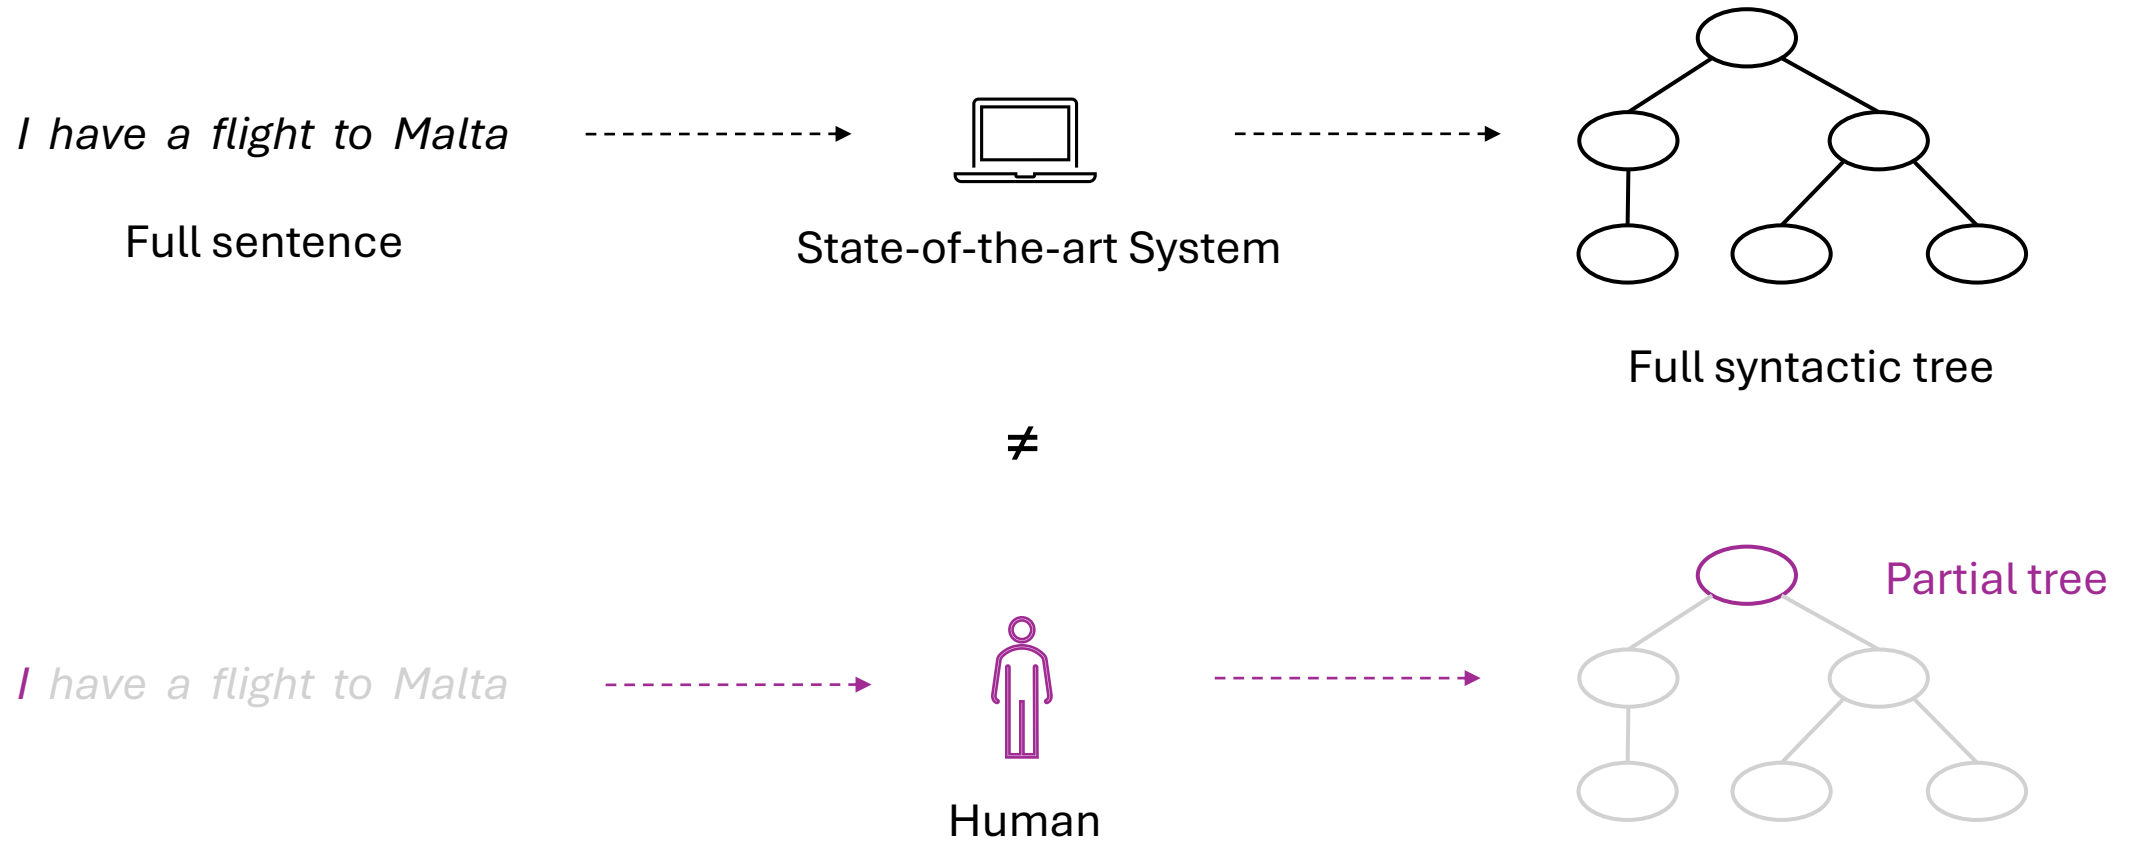 I have a flight to Malta
Full sentence
State-of-the-art System
Full syntactic tree
≠
Partial tree
I have a flight to Malta
Human